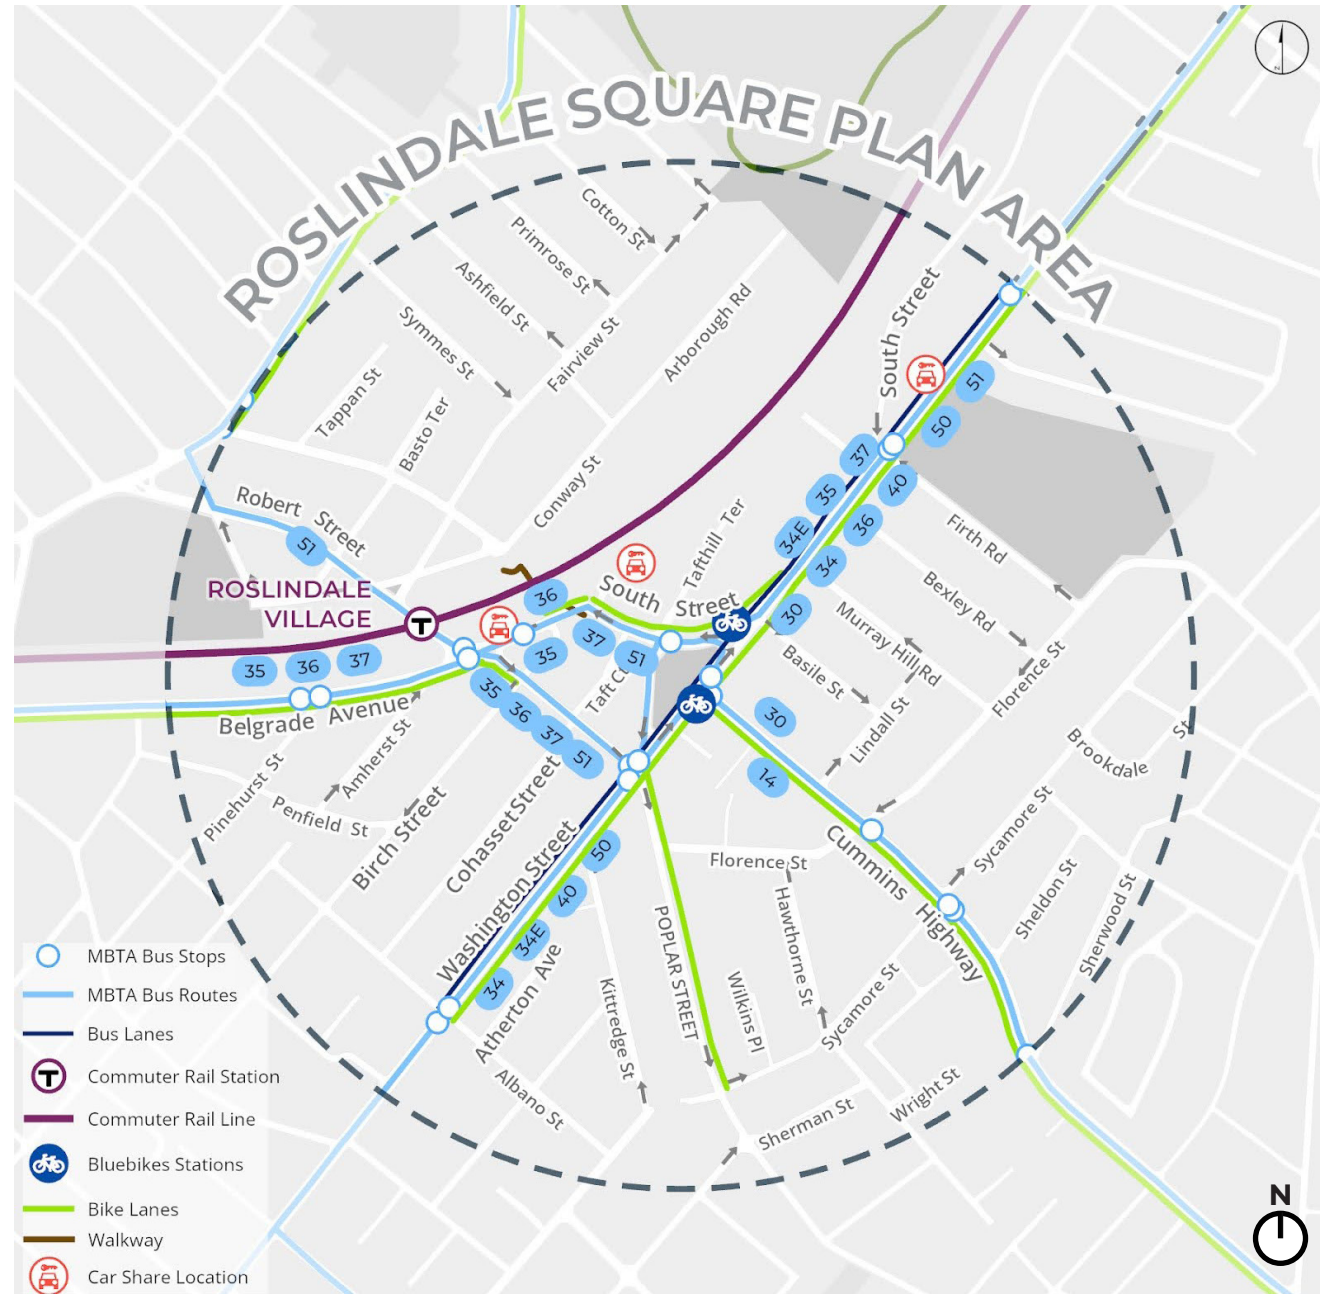 N
ROSLINDALE SQUARE PLAN AREA
Cotton St
Primrose St
Ashfield St
Symmes St
Fairview St
Arborough Rd
South Street
Tappan St
Basto Ter
Conway St
51
50
37
35
40
36
34E
34
30
Robert Street
51
ROSLINDALE
VILLAGE
T
36
South Street
Tafthill Ter
Firth Rd
Bexley Rd
Murray Hill Rd
Basile St
Florence St
35
36
37
35
37
51
Taft Ct
Belgrade Avenue
35
36
37
51
30
14
Lindall St
Brookdale St
Pinehurst St
Amherst St
Penfield St
Birch Street
Cohasset Street
Washington Street
50
40
34E
34
Florence St
Cummins Highway
Sycamore St
Sheldon St
Sherwood St
POPLAR STREET
Hawthorne St
Wilkins Pl
Sycamore St
Kittredge St
Atherton Ave
Albano St
Sherman St
Wright St
MBTA Bus Stops
MBTA Bus Routes
Bus Lanes
T
Commuter Rail Station
Commuter Rail Line
Bluebikes Stations
Bike Lanes
Walkway
Car Share Location
N